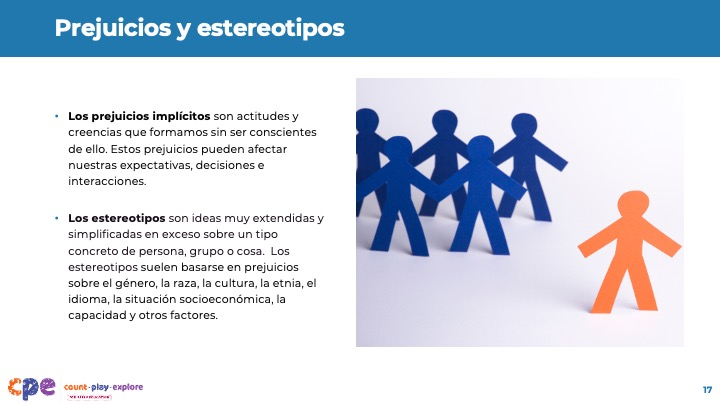 Prejuicios y estereotipos
• Los prejuicios implícitos son actitudes y
creencias que formamos sin ser conscientes
de ello. Estos prejuicios pueden afectar
nuestras expectativas, decisiones e
interacciones.
• Los estereotipos son ideas muy extendidas y
simplificadas en exceso sobre un tipo
concreto de persona, grupo o cosa.  Los
estereotipos suelen basarse en prejuicios
sobre el género, la raza, la cultura, la etnia, el
idioma, la situación socioeconómica, la
capacidad y otros factores.
cpe
count·play·explore
17